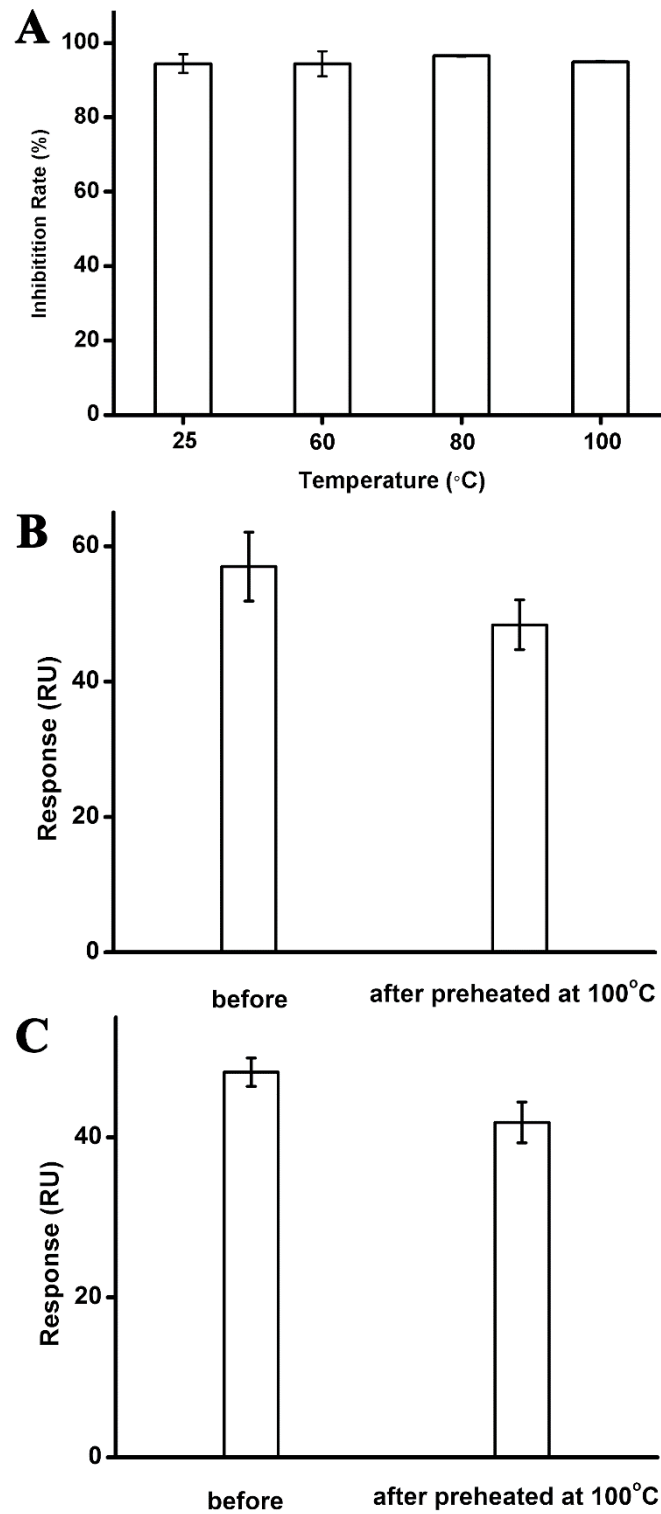 A
Inhibitition Rate (%)
100
80
60
40
20
0
25 60 80 100
Temperature (◦C)
B
Response (RU)
60
40
20
0
before after preheated at 100°C
C
Response (RU)
40
20
0
before after preheated at 100°C